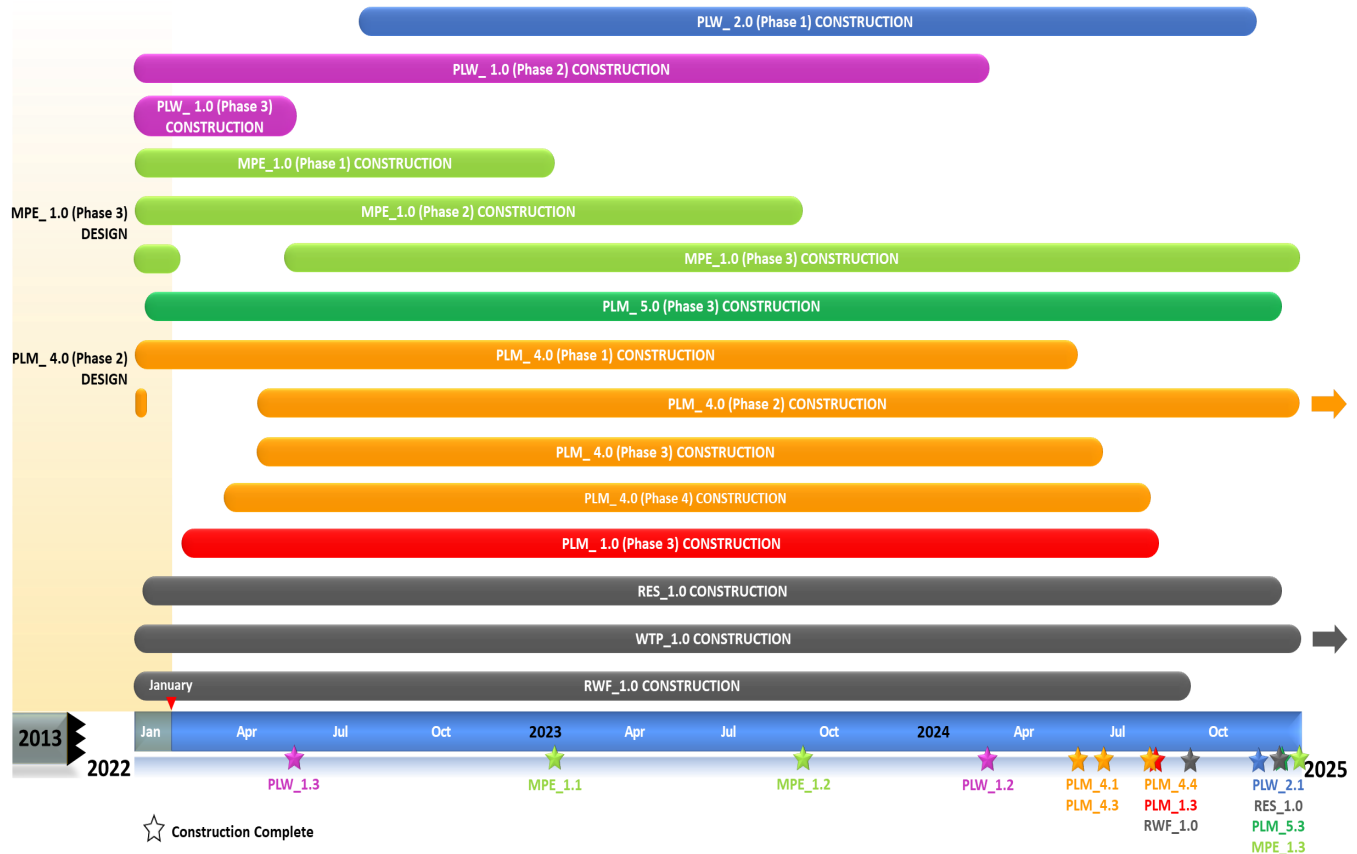 PLW_ 2.0 (Phase 1) CONSTRUCTION
PLW_ 1.0 (Phase 2) CONSTRUCTION
PLW_ 1.0 (Phase 3)
CONSTRUCTION
MPE_1.0 (Phase 1) CONSTRUCTION
MPE_ 1.0 (Phase 3)
DESIGN
MPE_1.0 (Phase 2) CONSTRUCTION
MPE_1.0 (Phase 3) CONSTRUCTION
PLM_ 5.0 (Phase 3) CONSTRUCTION
PLM_ 4.0 (Phase 2)
DESIGN
PLM_ 4.0 (Phase 1) CONSTRUCTION
PLM_ 4.0 (Phase 2) CONSTRUCTION
PLM_ 4.0 (Phase 3) CONSTRUCTION
PLM_ 4.0 (Phase 4) CONSTRUCTION
PLM_ 1.0 (Phase 3) CONSTRUCTION
RES_1.0 CONSTRUCTION
WTP_1.0 CONSTRUCTION
January
RWF_1.0 CONSTRUCTION
2013
Jan Apr Jul Oct 2023 Apr Jul Oct 2024 Apr Jul Oct
2022
2025
PLW_1.3 MPE_1.1 MPE_1.2 PLW_1.2 PLM_4.1 PLM_4.4 PLW_2.1
PLM_4.3 PLM_1.3 RES_1.0
RWF_1.0 PLM_5.3
MPE_1.3
Construction Complete